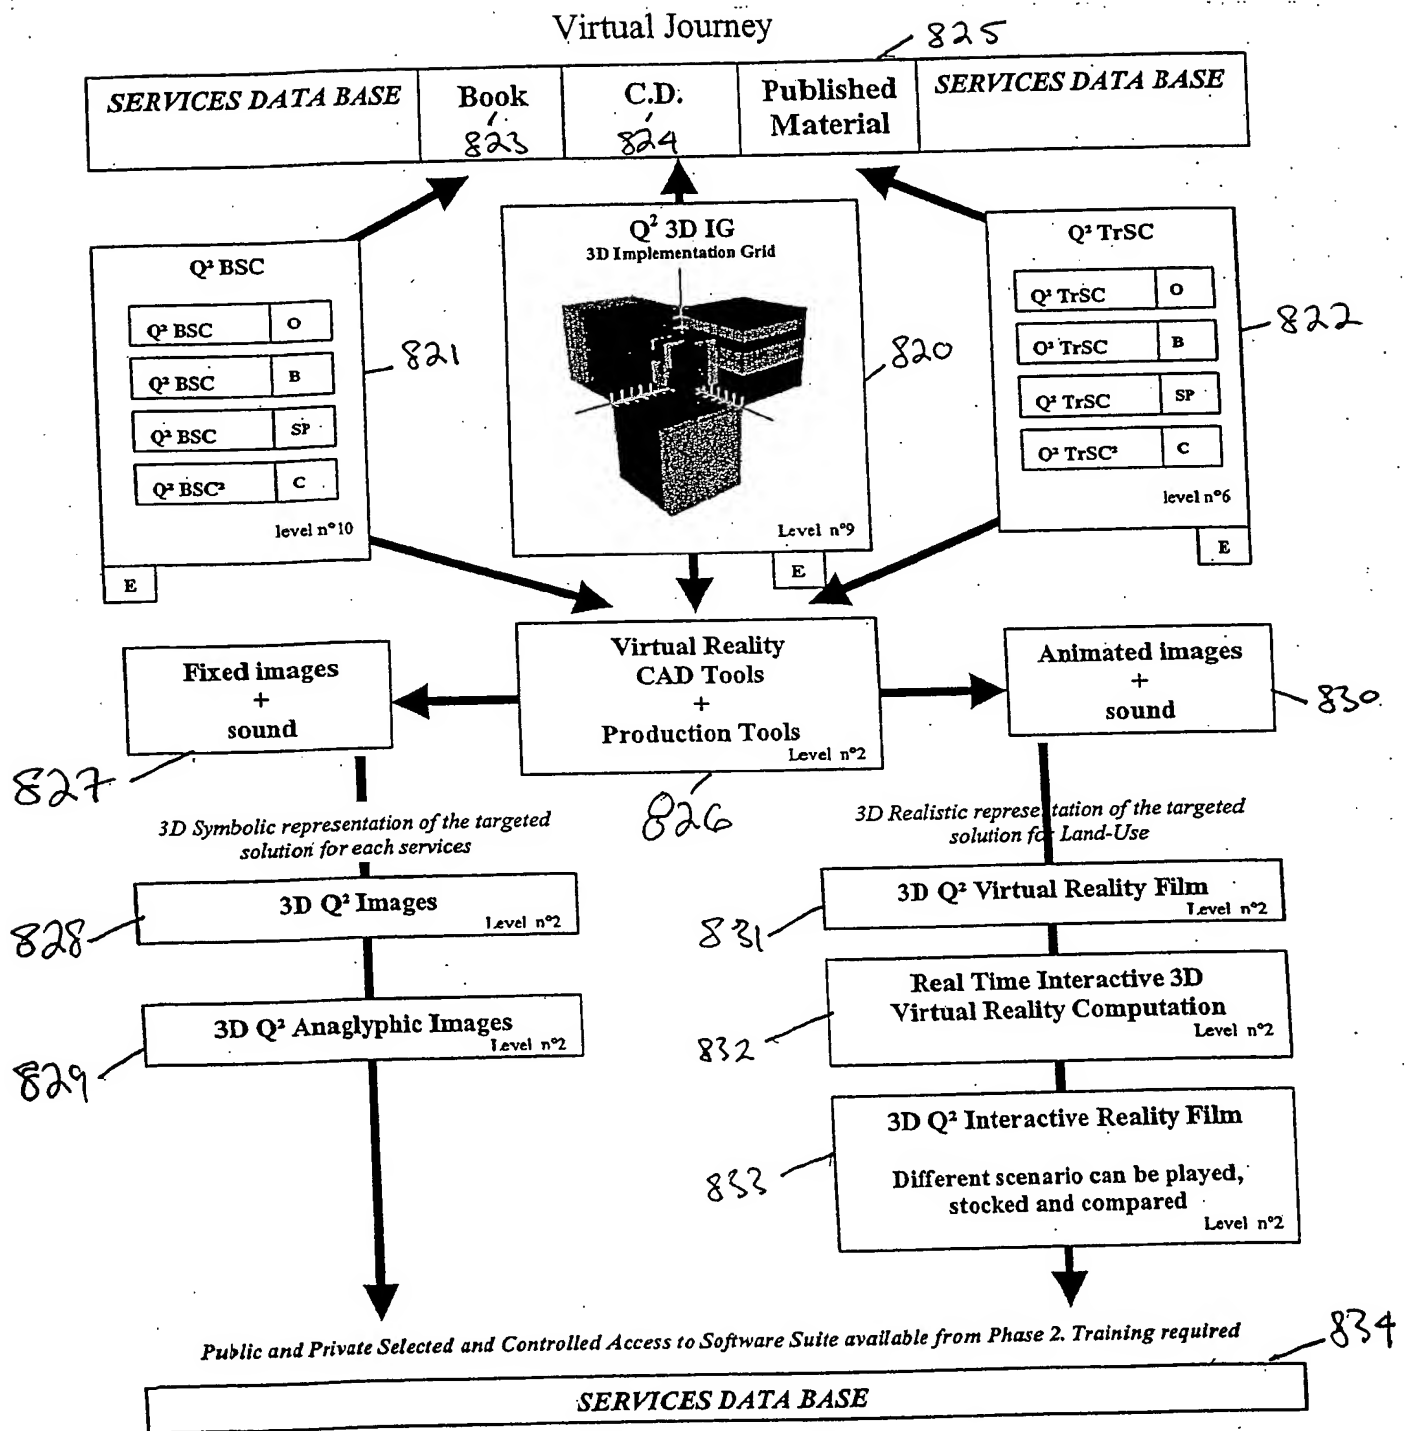 Virtual Journey
825
SERVICES DATA BASE
Book
823
C.D.
824
Published
Material
SERVICES DATA BASE
Q² BSC
Q² BSC O
Q² BSC B
Q² BSC SP
Q² BSC² C
level n°10
E
821
Q² 3D IG
3D Implementation Grid
Level n°9
E
820
Q² TrSC
Q² TrSC O
Q² TrSC B
Q² TrSC SP
Q² TrSC² C
level n°6
E
822
Fixed images
+
sound
827
Virtual Reality
CAD Tools
+
Production Tools
Level n°2
826
Animated images
+
sound
830
3D Symbolic representation of the targeted
solution for each services
3D Realistic representation of the targeted
solution for Land-Use
3D Q² Images
Level n°2
828
3D Q² Anaglyphic Images
Level n°2
829
3D Q² Virtual Reality Film
Level n°2
831
Real Time Interactive 3D
Virtual Reality Computation
Level n°2
832
3D Q² Interactive Reality Film
Different scenario can be played,
stocked and compared
Level n°2
833
Public and Private Selected and Controlled Access to Software Suite available from Phase 2. Training required
834
SERVICES DATA BASE